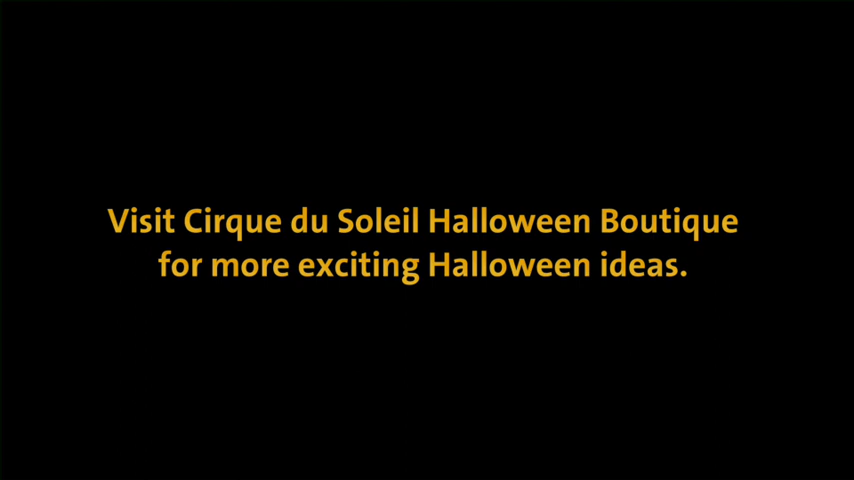 Visit Cirque du Soleil Halloween Boutique
for more exciting Halloween ideas.